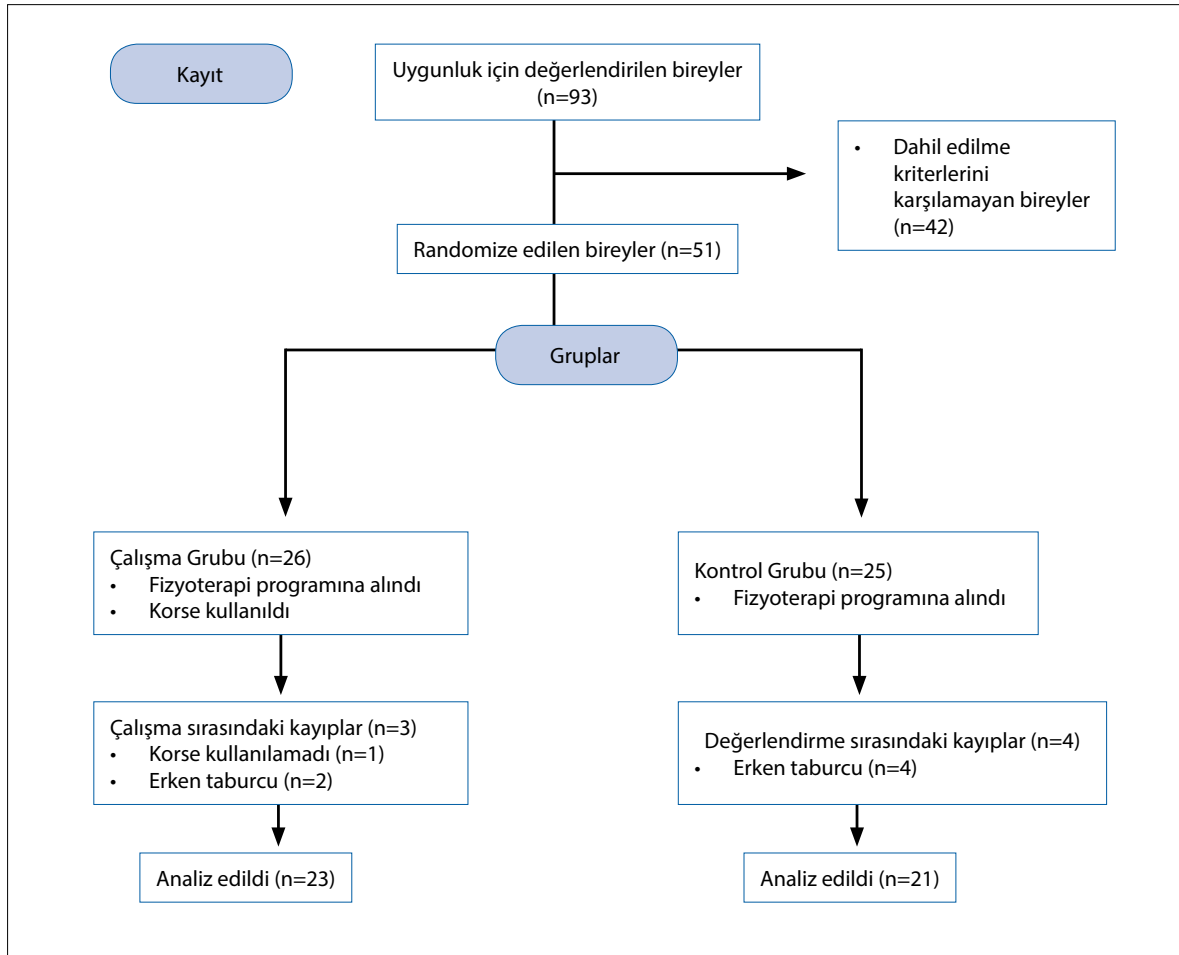 Kayıt
Uygunluk için değerlendirilen bireyler
(n=93)
• Dahil edilme
kriterlerini
karşılamayan bireyler
(n=42)
Randomize edilen bireyler (n=51)
Gruplar
Çalışma Grubu (n=26)
• Fizyoterapi programına alındı
• Korse kullanıldı
Kontrol Grubu (n=25)
• Fizyoterapi programına alındı
Çalışma sırasındaki kayıplar (n=3)
• Korse kullanılamadı (n=1)
• Erken taburcu (n=2)
Değerlendirme sırasındaki kayıplar (n=4)
• Erken taburcu (n=4)
Analiz edildi (n=23)
Analiz edildi (n=21)